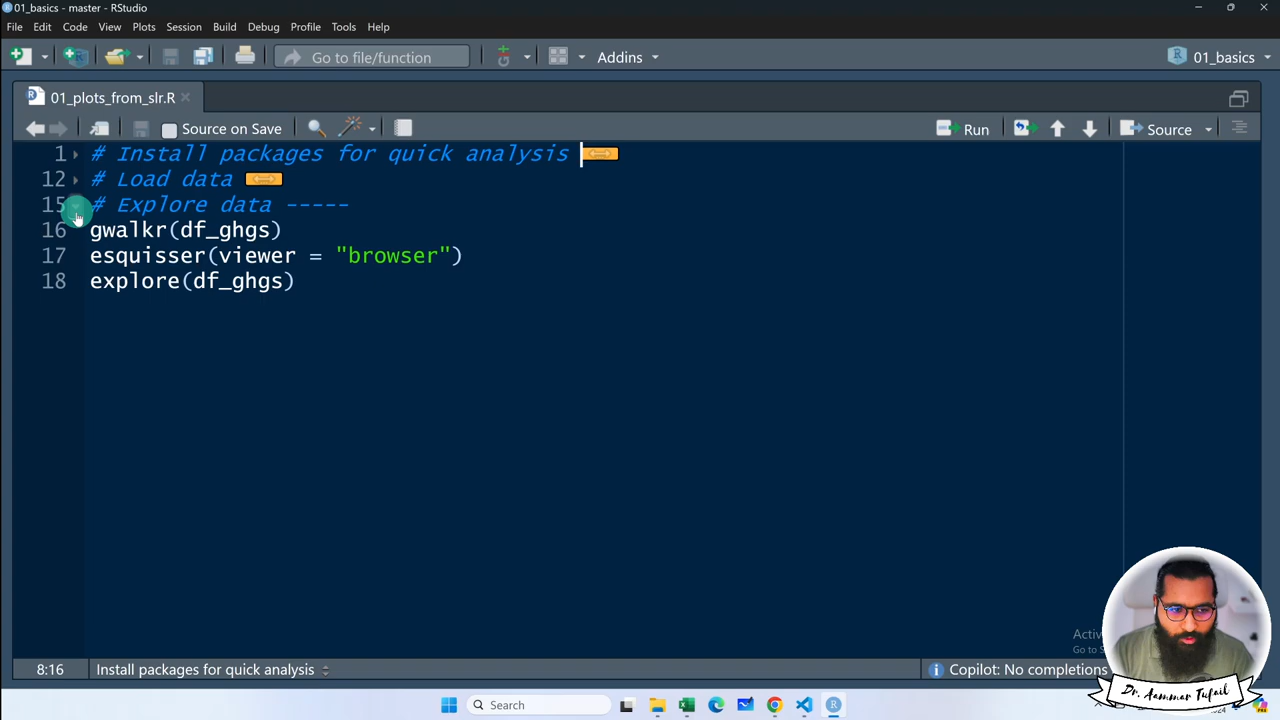 01_basics - master - RStudio
File Edit Code View Plots Session Build Debug Profile Tools Help
Go to file/function
Addins
01_basics
01_plots_from_slr.R
Source on Save
Run
Source
1 # Install packages for quick analysis
12 # Load data
15 # Explore data -----
16 gwalkr(df_ghgs)
17 esquisser(viewer = "browser")
18 explore(df_ghgs)
8:16 Install packages for quick analysis
Copilot: No completions
Dr. Aammar Tufail
Search